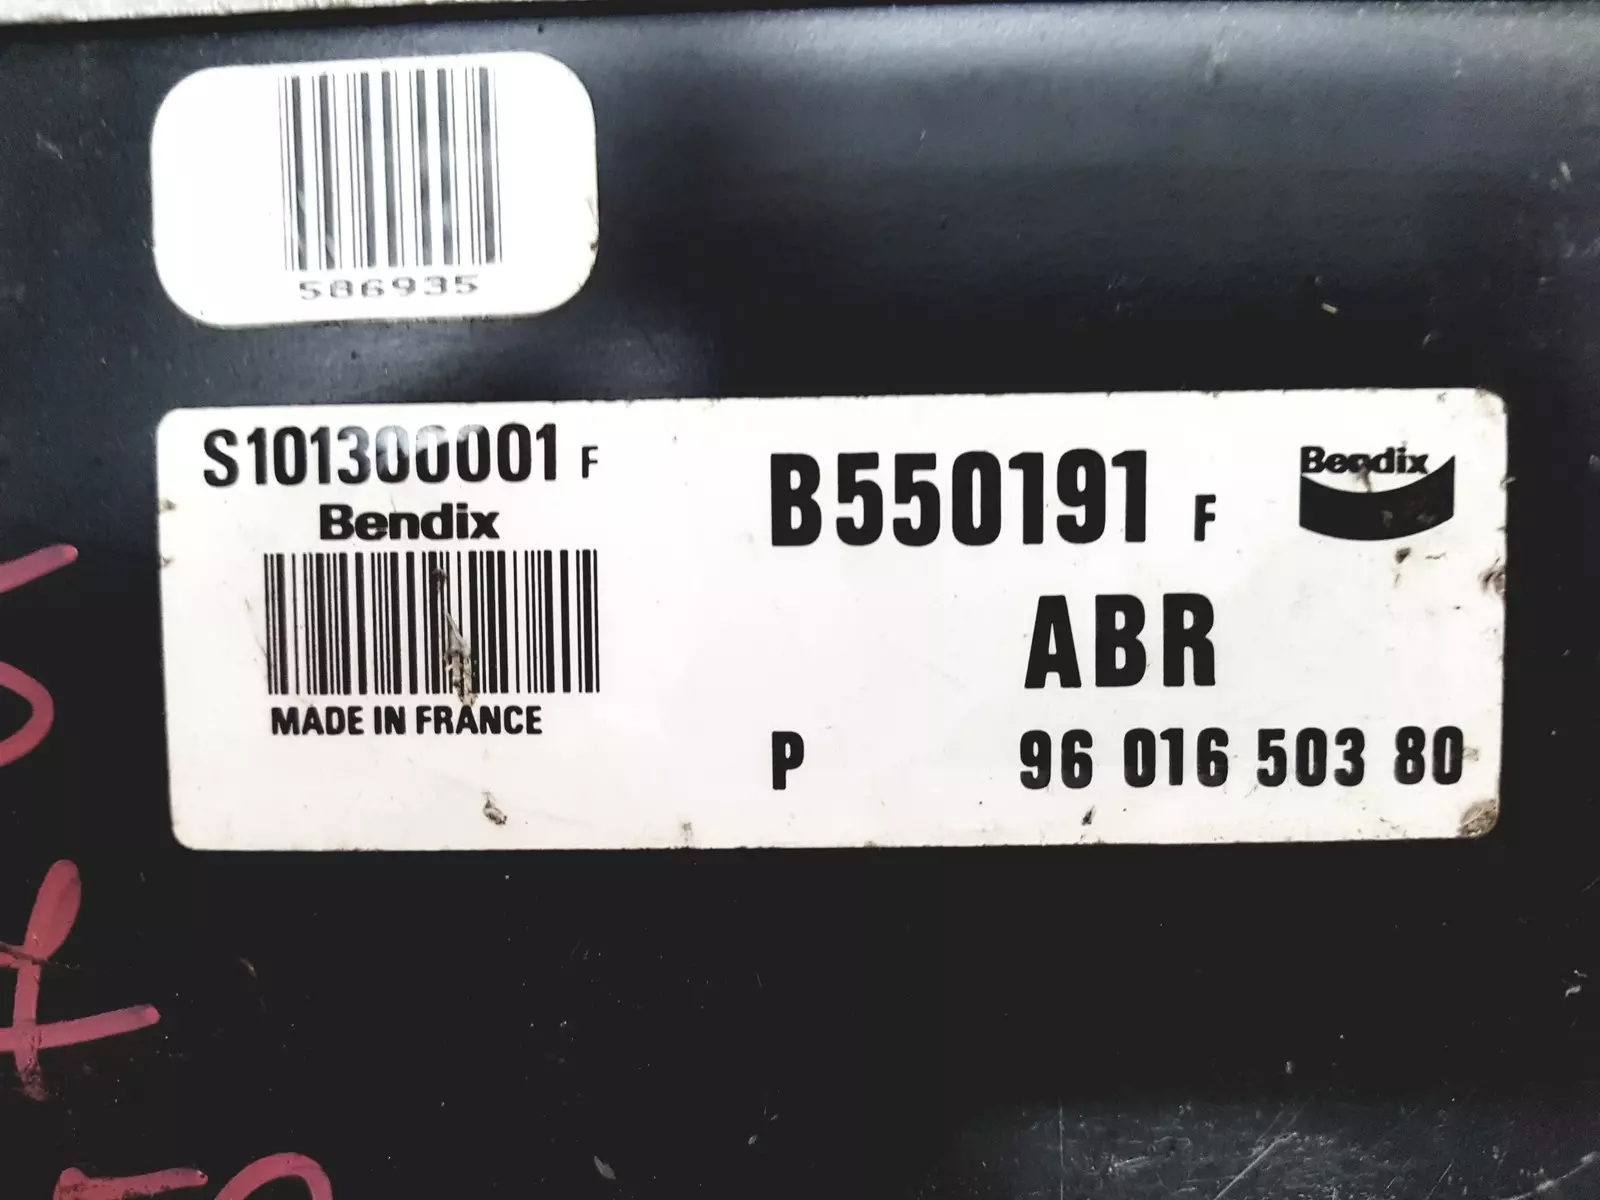 586935
S101300001 F
Bendix
MADE IN FRANCE
B550191 F
Bendix
ABR
P 96 016 503 80